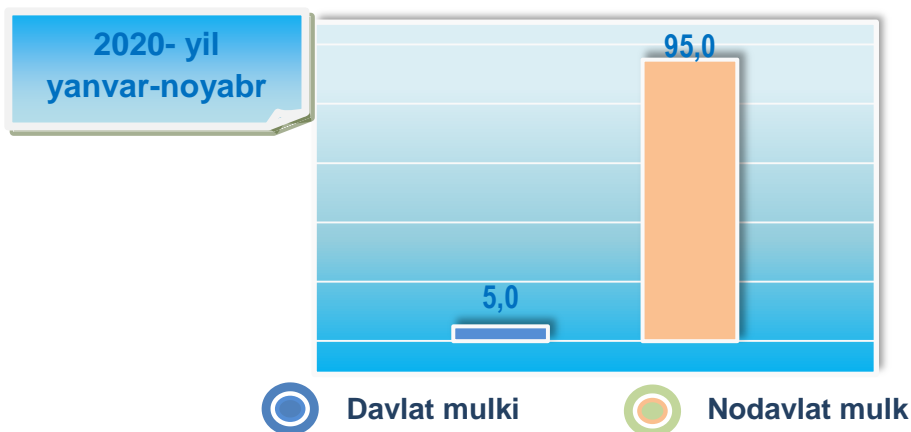 2020- yil
yanvar-noyabr
95,0
5,0
Davlat mulki
Nodavlat mulk